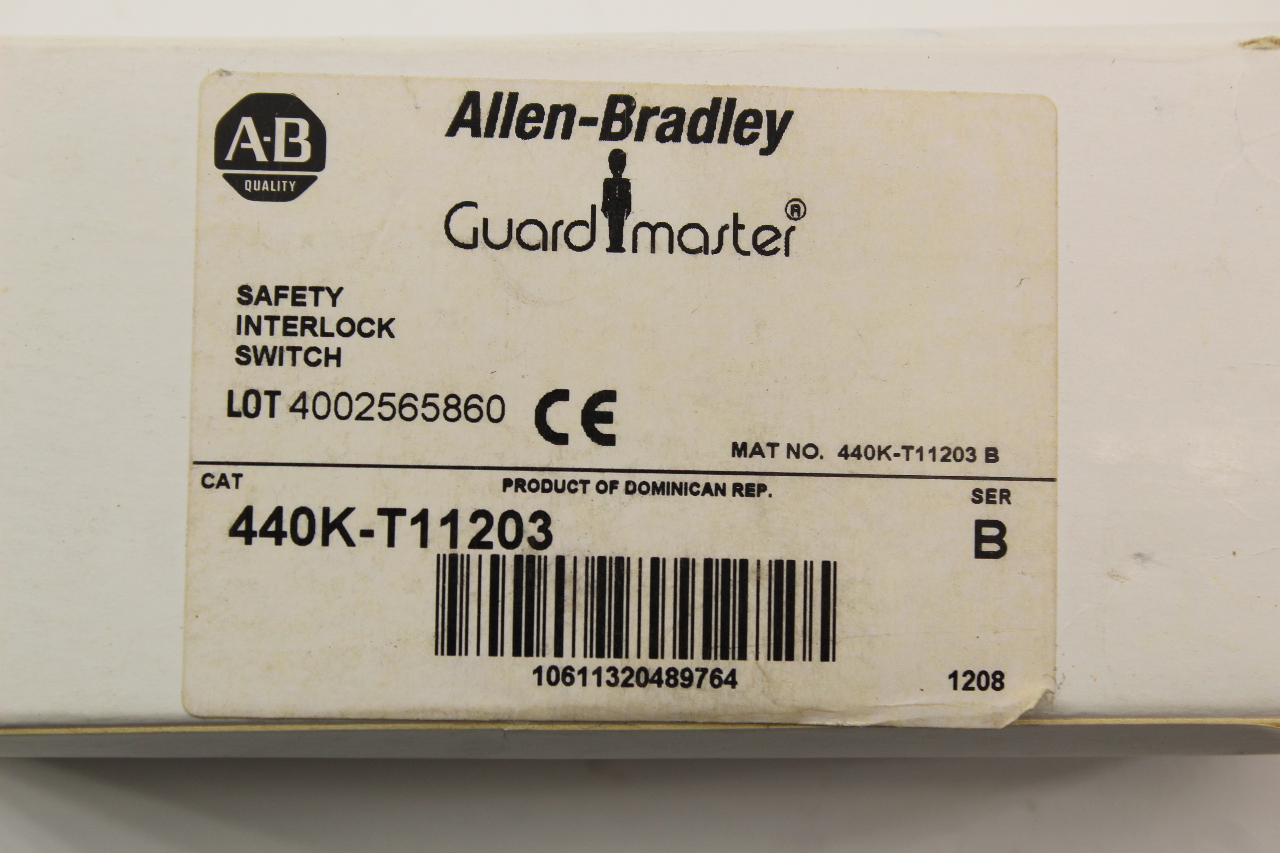 A-B
QUALITY
Allen-Bradley
Guardmaster®
SAFETY
INTERLOCK
SWITCH
LOT 4002565860 CE
MAT NO. 440K-T11203 B
CAT
PRODUCT OF DOMINICAN REP.
SER
440K-T11203
B
10611320489764
1208